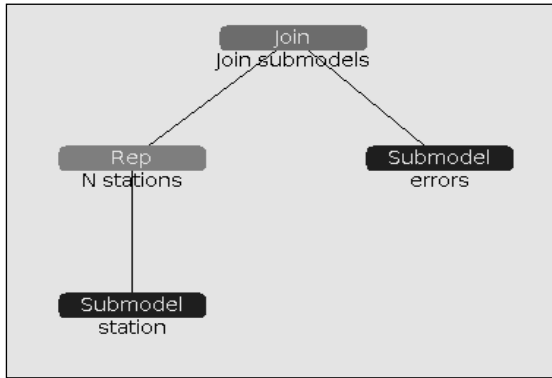 Join
Join submodels
Rep
N stations
Submodel
errors
Submodel
station